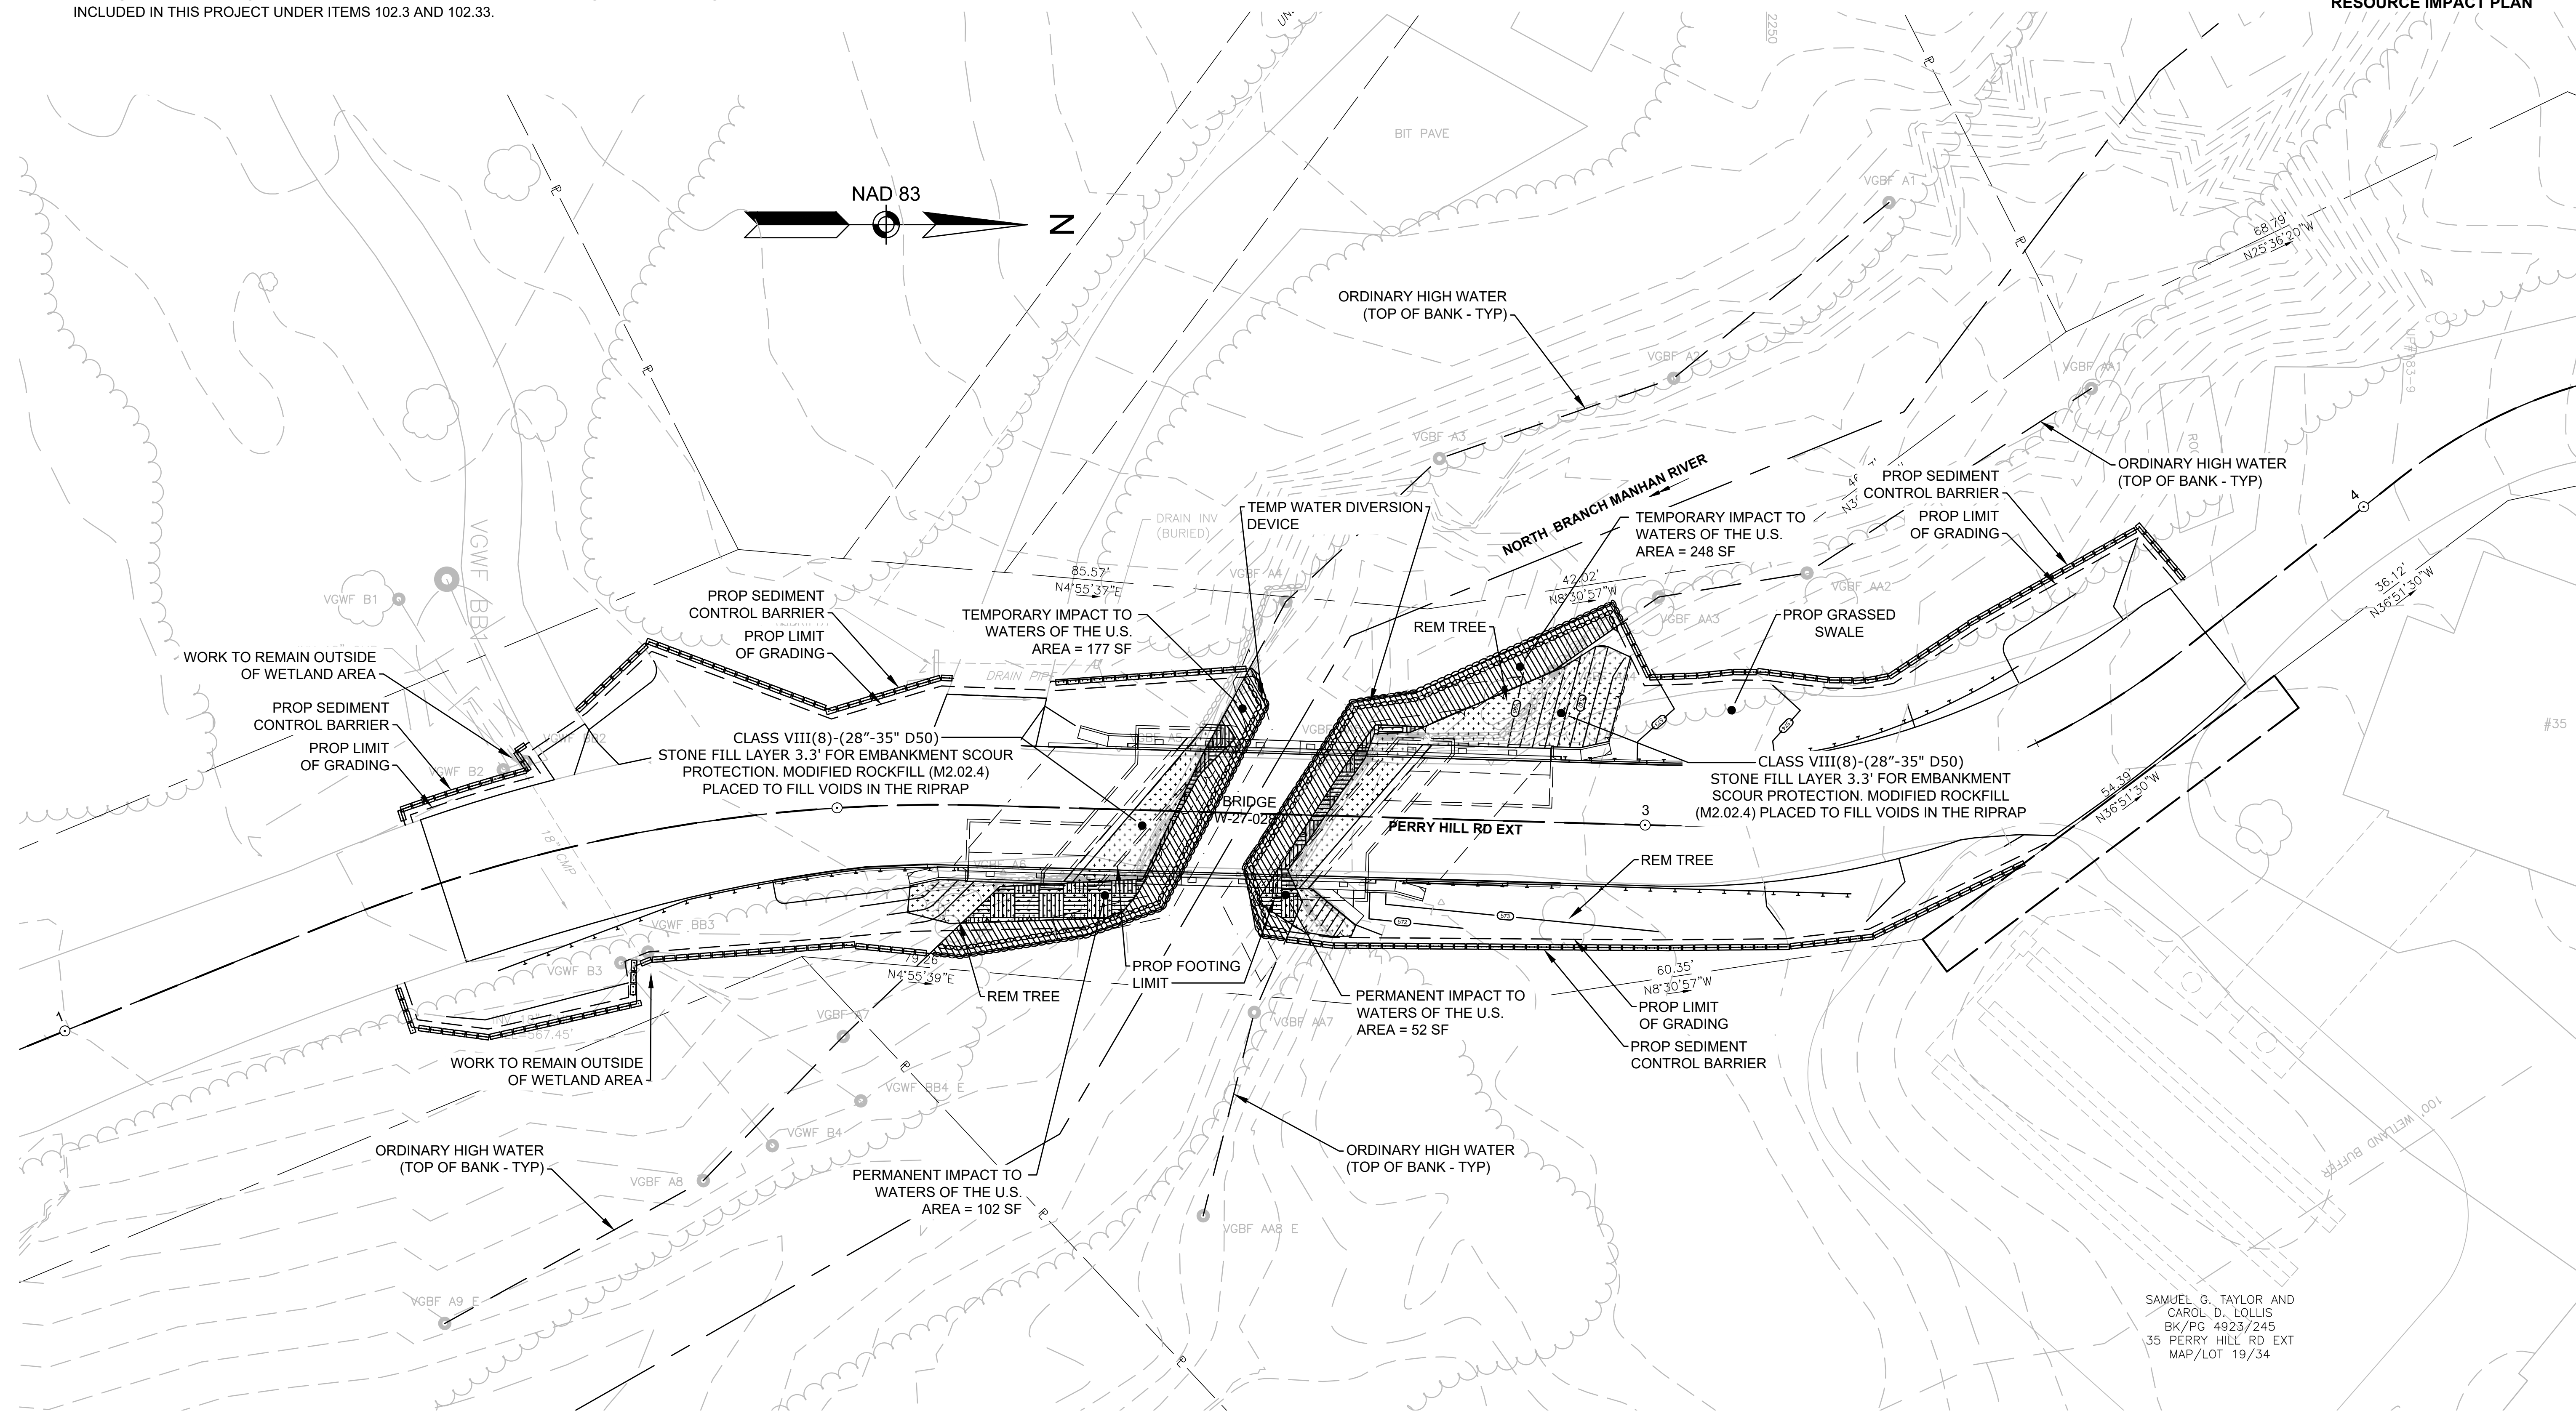 INCLUDED IN THIS PROJECT UNDER ITEMS 102.3 AND 102.33.
RESOURCE IMPACT PLAN
2250
BIT PAVE
NAD 83
N
VGBF A1
68.79'
N25°36'20"W
ORDINARY HIGH WATER
(TOP OF BANK - TYP)
VGBF A2
VGBF AA1
VGBF A3
ORDINARY HIGH WATER
(TOP OF BANK - TYP)
PROP SEDIMENT
CONTROL BARRIER
PROP LIMIT
OF GRADING
4
NORTH BRANCH MANHAN RIVER
TEMP WATER DIVERSION
DEVICE
DRAIN INV
(BURIED)
TEMPORARY IMPACT TO
WATERS OF THE U.S.
AREA = 248 SF
VGWF BB1
VGWF B1
VGBF A4
85.57'
N4°55'37"E
42.02'
N8°30'57"W
VGBF AA2
VGBF AA3
36.12'
N36°51'30"W
PROP SEDIMENT
CONTROL BARRIER
PROP LIMIT
OF GRADING
TEMPORARY IMPACT TO
WATERS OF THE U.S.
AREA = 177 SF
REM TREE
PROP GRASSED
SWALE
WORK TO REMAIN OUTSIDE
OF WETLAND AREA
DRAIN PIPE
PROP SEDIMENT
CONTROL BARRIER
PROP LIMIT
OF GRADING
VGWF B2
#35
CLASS VIII(8)-(28"-35" D50)
STONE FILL LAYER 3.3' FOR EMBANKMENT SCOUR
PROTECTION. MODIFIED ROCKFILL (M2.02.4)
PLACED TO FILL VOIDS IN THE RIPRAP
CLASS VIII(8)-(28"-35" D50)
STONE FILL LAYER 3.3' FOR EMBANKMENT
SCOUR PROTECTION. MODIFIED ROCKFILL
(M2.02.4) PLACED TO FILL VOIDS IN THE RIPRAP
54.39'
N36°51'30"W
BRIDGE
W-27-028
3
PERRY HILL RD EXT
18" CMP
VGBF A6
REM TREE
572
573
VGWF BB3
VGWF B3
79.26'
N4°55'39"E
PROP FOOTING
LIMIT
REM TREE
60.35'
N8°30'57"W
PERMANENT IMPACT TO
WATERS OF THE U.S.
AREA = 52 SF
PROP LIMIT
OF GRADING
PROP SEDIMENT
CONTROL BARRIER
1
VGBF AA7
WORK TO REMAIN OUTSIDE
OF WETLAND AREA
VGWF BB4 E
VGWF B4
100' WETLAND BUFFER
ORDINARY HIGH WATER
(TOP OF BANK - TYP)
VGBF A8
PERMANENT IMPACT TO
WATERS OF THE U.S.
AREA = 102 SF
ORDINARY HIGH WATER
(TOP OF BANK - TYP)
VGBF AA8 E
VGBF A9 E
SAMUEL G. TAYLOR AND
CAROL D. LOLLIS
BK/PG 4923/245
35 PERRY HILL RD EXT
MAP/LOT 19/34